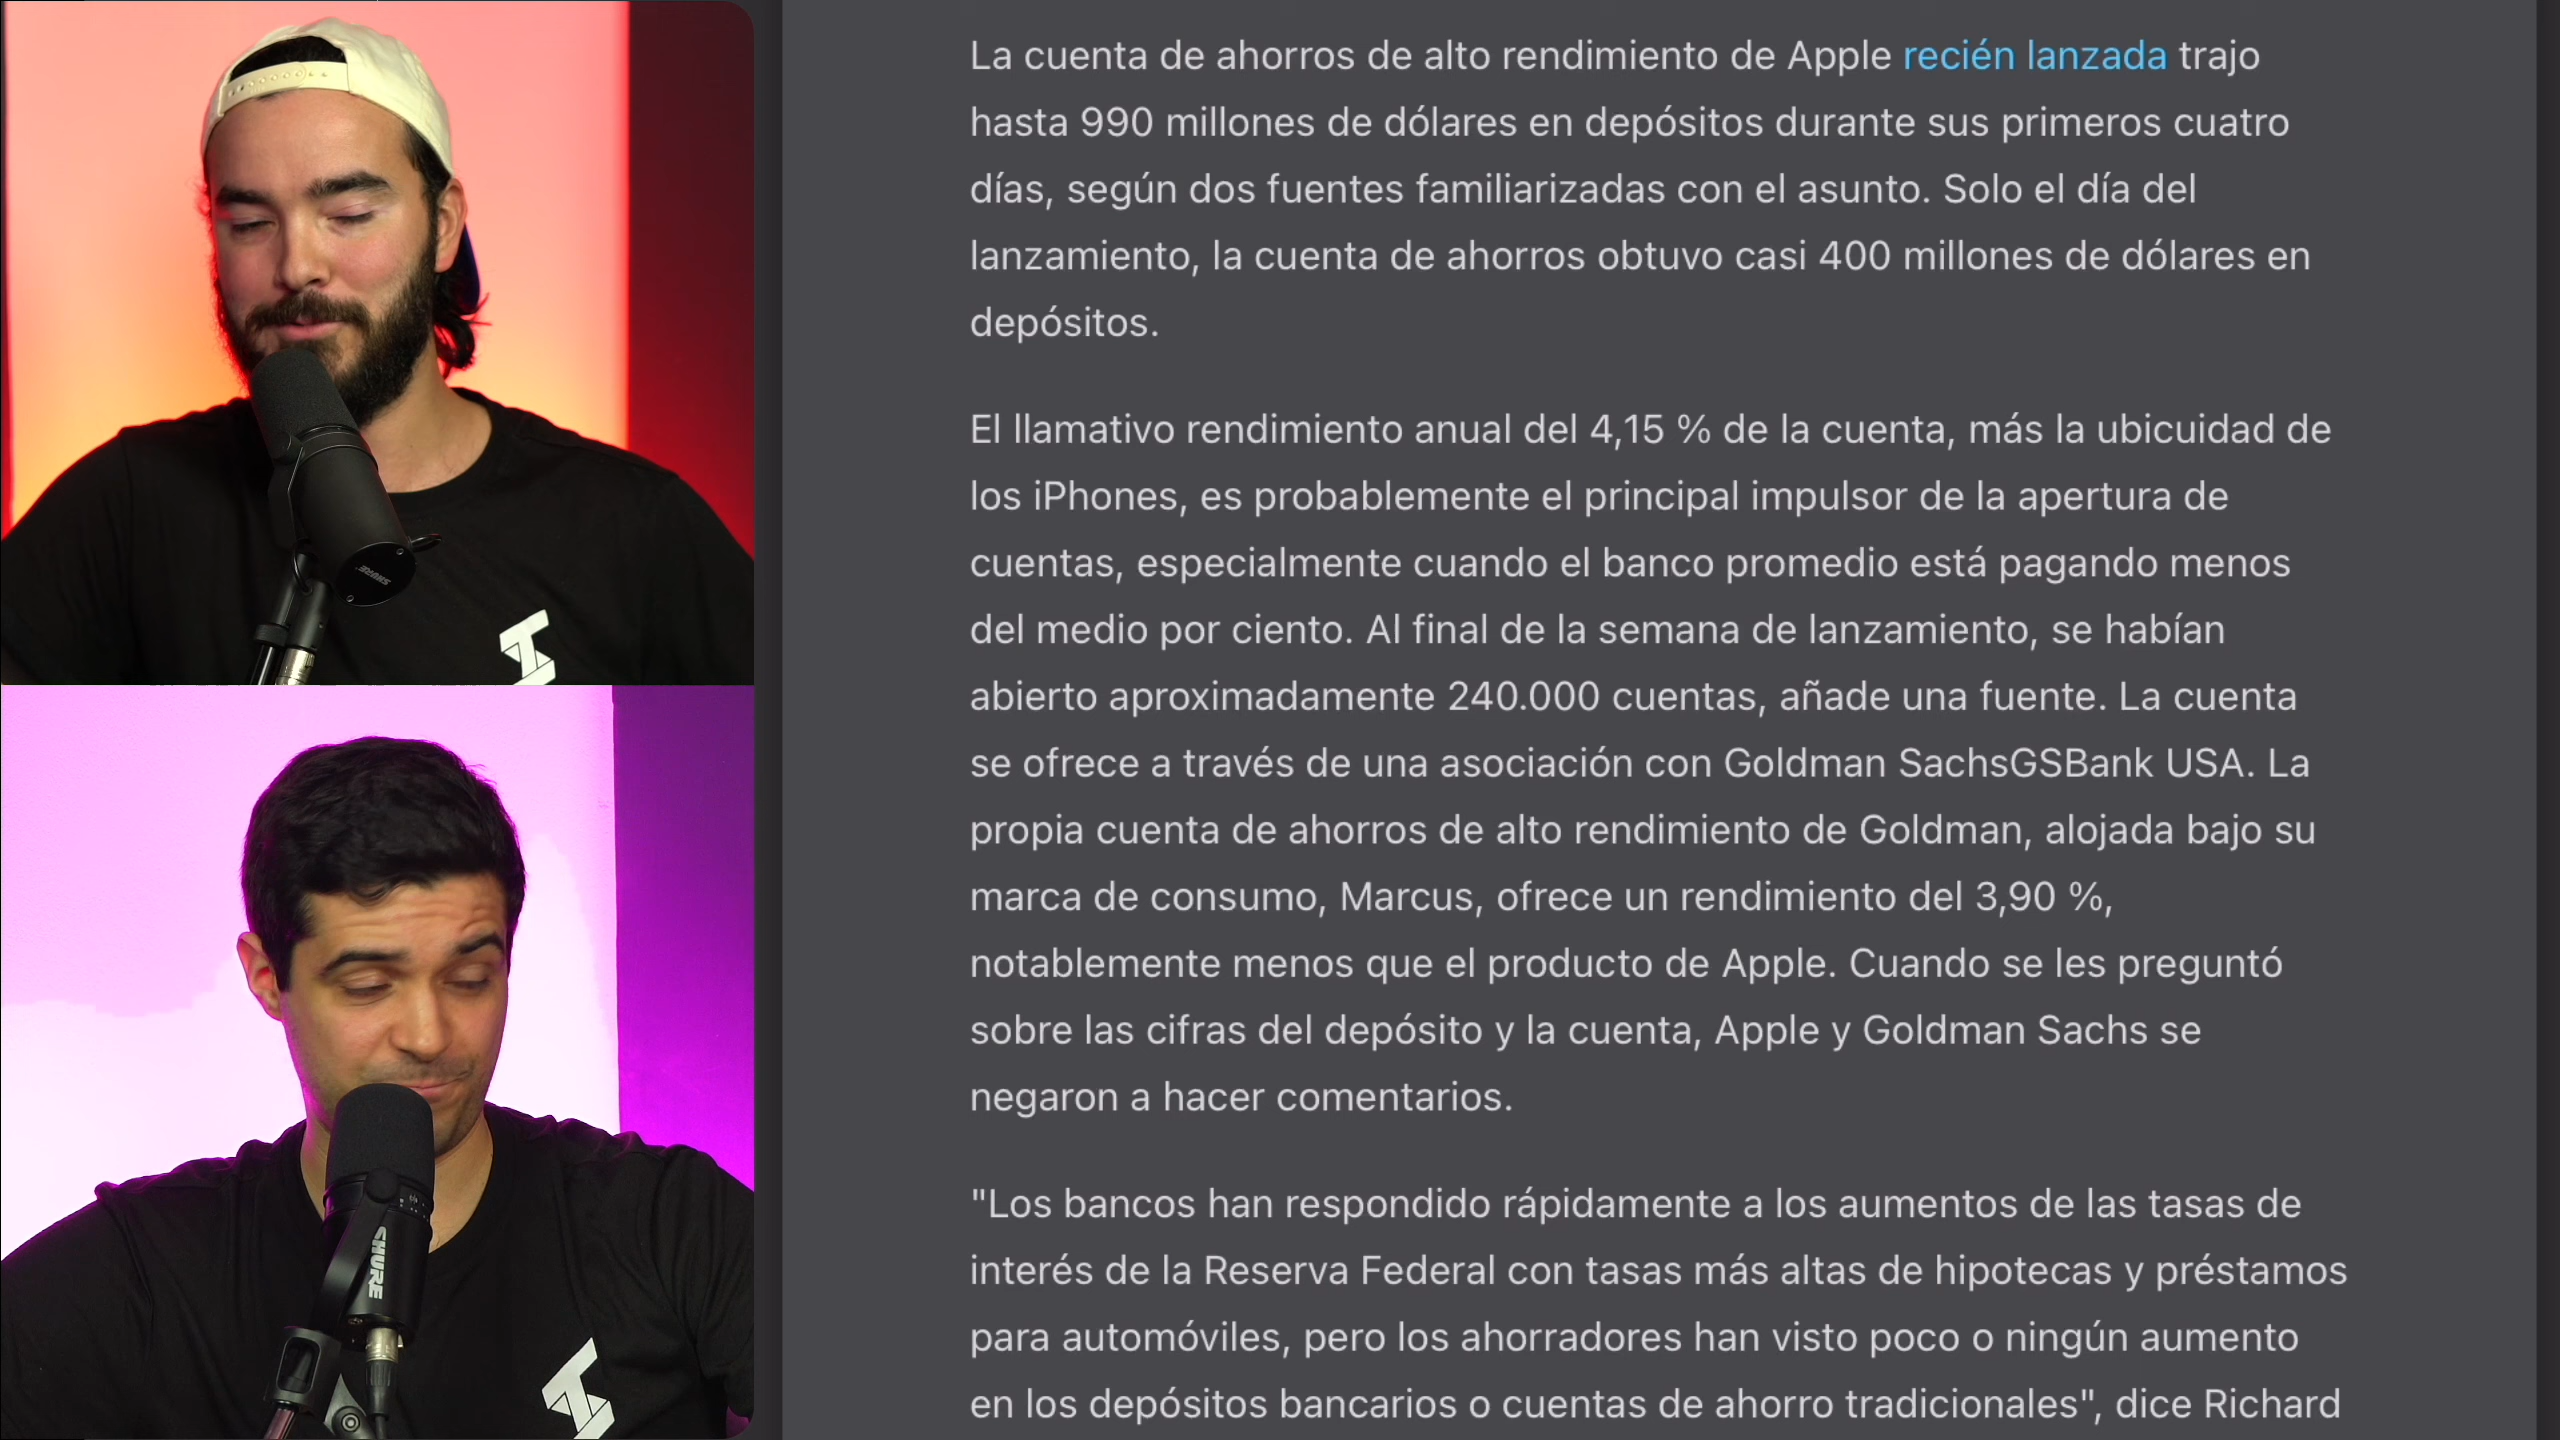 La cuenta de ahorros de alto rendimiento de Apple recién lanzada trajo
hasta 990 millones de dólares en depósitos durante sus primeros cuatro
días, según dos fuentes familiarizadas con el asunto. Solo el día del
lanzamiento, la cuenta de ahorros obtuvo casi 400 millones de dólares en
depósitos.
El llamativo rendimiento anual del 4,15 % de la cuenta, más la ubicuidad de
los iPhones, es probablemente el principal impulsor de la apertura de
cuentas, especialmente cuando el banco promedio está pagando menos
del medio por ciento. Al final de la semana de lanzamiento, se habían
abierto aproximadamente 240.000 cuentas, añade una fuente. La cuenta
se ofrece a través de una asociación con Goldman SachsGSBank USA. La
propia cuenta de ahorros de alto rendimiento de Goldman, alojada bajo su
marca de consumo, Marcus, ofrece un rendimiento del 3,90 %,
notablemente menos que el producto de Apple. Cuando se les preguntó
sobre las cifras del depósito y la cuenta, Apple y Goldman Sachs se
negaron a hacer comentarios.
"Los bancos han respondido rápidamente a los aumentos de las tasas de
interés de la Reserva Federal con tasas más altas de hipotecas y préstamos
para automóviles, pero los ahorradores han visto poco o ningún aumento
en los depósitos bancarios o cuentas de ahorro tradicionales", dice Richard
SHURE
SHURE